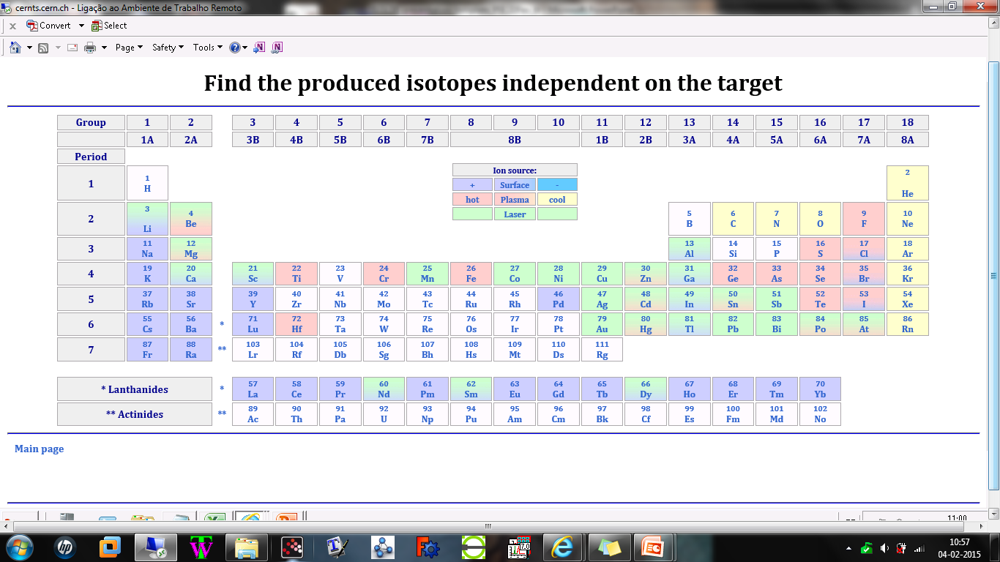 cernts.cern.ch - Ligação ao Ambiente de Trabalho Remoto
x Convert Select
Page Safety Tools
Find the produced isotopes independent on the target
Group 1 2 3 4 5 6 7 8 9 10 11 12 13 14 15 16 17 18
1A 2A 3B 4B 5B 6B 7B 8B 1B 2B 3A 4A 5A 6A 7A 8A
Period
Ion source:
+ Surface -
hot Plasma cool
Laser
1 1 2
H He
2 3 4 5 6 7 8 9 10
Li Be B C N O F Ne
3 11 12 13 14 15 16 17 18
Na Mg Al Si P S Cl Ar
4 19 20 21 22 23 24 25 26 27 28 29 30 31 32 33 34 35 36
K Ca Sc Ti V Cr Mn Fe Co Ni Cu Zn Ga Ge As Se Br Kr
5 37 38 39 40 41 42 43 44 45 46 47 48 49 50 51 52 53 54
Rb Sr Y Zr Nb Mo Tc Ru Rh Pd Ag Cd In Sn Sb Te I Xe
6 55 56 * 71 72 73 74 75 76 77 78 79 80 81 82 83 84 85 86
Cs Ba Lu Hf Ta W Re Os Ir Pt Au Hg Tl Pb Bi Po At Rn
7 87 88 ** 103 104 105 106 107 108 109 110 111
Fr Ra Lr Rf Db Sg Bh Hs Mt Ds Rg
* Lanthanides * 57 58 59 60 61 62 63 64 65 66 67 68 69 70
La Ce Pr Nd Pm Sm Eu Gd Tb Dy Ho Er Tm Yb
** Actinides ** 89 90 91 92 93 94 95 96 97 98 99 100 101 102
Ac Th Pa U Np Pu Am Cm Bk Cf Es Fm Md No
Main page
11:00
10:57
04-02-2015